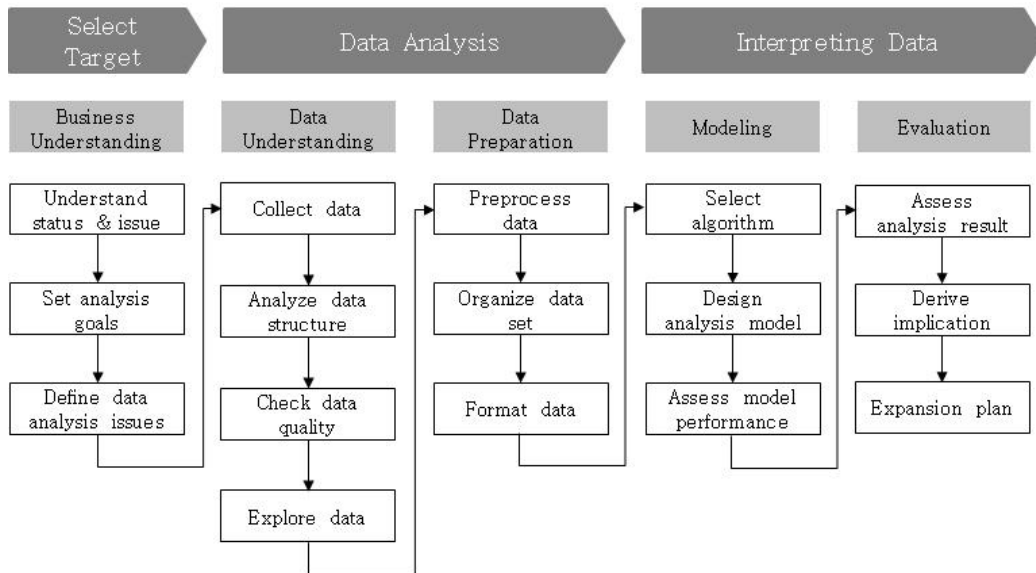 Select
Target
Data Analysis
Interpreting Data
Business
Understanding
Data
Understanding
Data
Preparation
Modeling
Evaluation
Understand
status & issue
Set analysis
goals
Define data
analysis issues
Collect data
Analyze data
structure
Check data
quality
Explore data
Preprocess
data
Organize data
set
Format data
Select
algorithm
Design
analysis model
Assess model
performance
Assess
analysis result
Derive
implication
Expansion plan